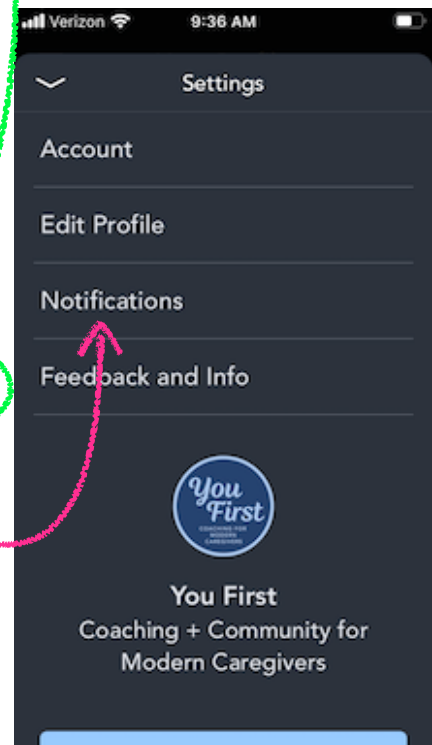 Verizon 9:36 AM
Settings
Account
Edit Profile
Notifications
Feedback and Info
You
First
COACHING FOR
MODERN
CAREGIVERS
You First
Coaching + Community for
Modern Caregivers